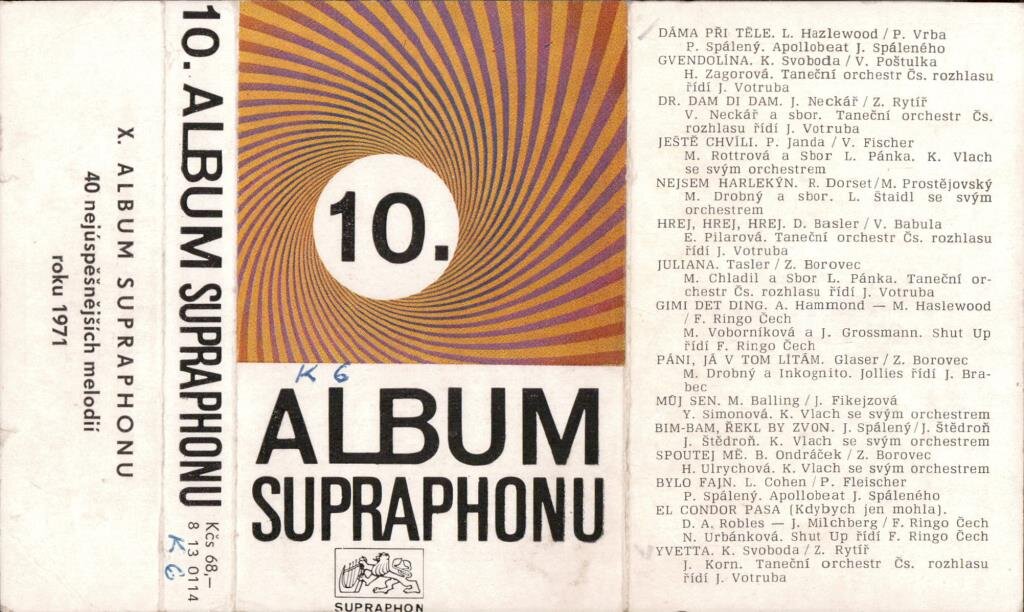 X. ALBUM SUPRAPHONU
40 nejúspěšnějších melodií
roku 1971
10. ALBUM SUPRAPHONU
Kčs 68,—
8 13 0114
K 6
10.
K 6
ALBUM
SUPRAPHONU
SUPRAPHON
DÁMA PŘI TĚLE. L. Hazlewood / P. Vrba
P. Spálený. Apollobeat J. Spáleného
GVENDOLÍNA. K. Svoboda / V. Poštulka
H. Zagorová. Taneční orchestr Čs. rozhlasu
řídí J. Votruba
DR. DAM DI DAM. J. Neckář / Z. Rytíř
V. Neckář a sbor. Taneční orchestr Čs.
rozhlasu řídí J. Votruba
JEŠTĚ CHVÍLI. P. Janda / V. Fischer
M. Rottrová a Sbor L. Pánka. K. Vlach
se svým orchestrem
NEJSEM HARLEKÝN. R. Dorset/M. Prostějovský
M. Drobný a sbor. L. Štaidl se svým
orchestrem
HREJ, HREJ, HREJ. D. Basler / V. Babula
E. Pilarová. Taneční orchestr Čs. rozhlasu
řídí J. Votruba
JULIANA. Tasler / Z. Borovec
M. Chladil a Sbor L. Pánka. Taneční or-
chestr Čs. rozhlasu řídí J. Votruba
GIMI DET DING. A. Hammond — M. Haslewood
/ F. Ringo Čech
M. Voborníková a J. Grossmann. Shut Up
řídí F. Ringo Čech
PÁNI, JÁ V TOM LÍTÁM. Glaser / Z. Borovec
M. Drobný a Inkognito. Jollies řídí J. Bra-
bec
MŮJ SEN. M. Balling / J. Fikejzová
Y. Simonová. K. Vlach se svým orchestrem
BIM-BAM, ŘEKL BY ZVON. J. Spálený / J. Štědroň
J. Štědroň. K. Vlach se svým orchestrem
SPOUTEJ MĚ. B. Ondráček / Z. Borovec
H. Ulrychová. K. Vlach se svým orchestrem
BYLO FAJN. L. Cohen / P. Fleischer
P. Spálený. Apollobeat J. Spáleného
EL CONDOR PASA (Kdybych jen mohla).
D. A. Robles — J. Milchberg / F. Ringo Čech
N. Urbánková. Shut Up řídí F. Ringo Čech
YVETTA. K. Svoboda / Z. Rytíř
J. Korn. Taneční orchestr Čs. rozhlasu
řídí J. Votruba